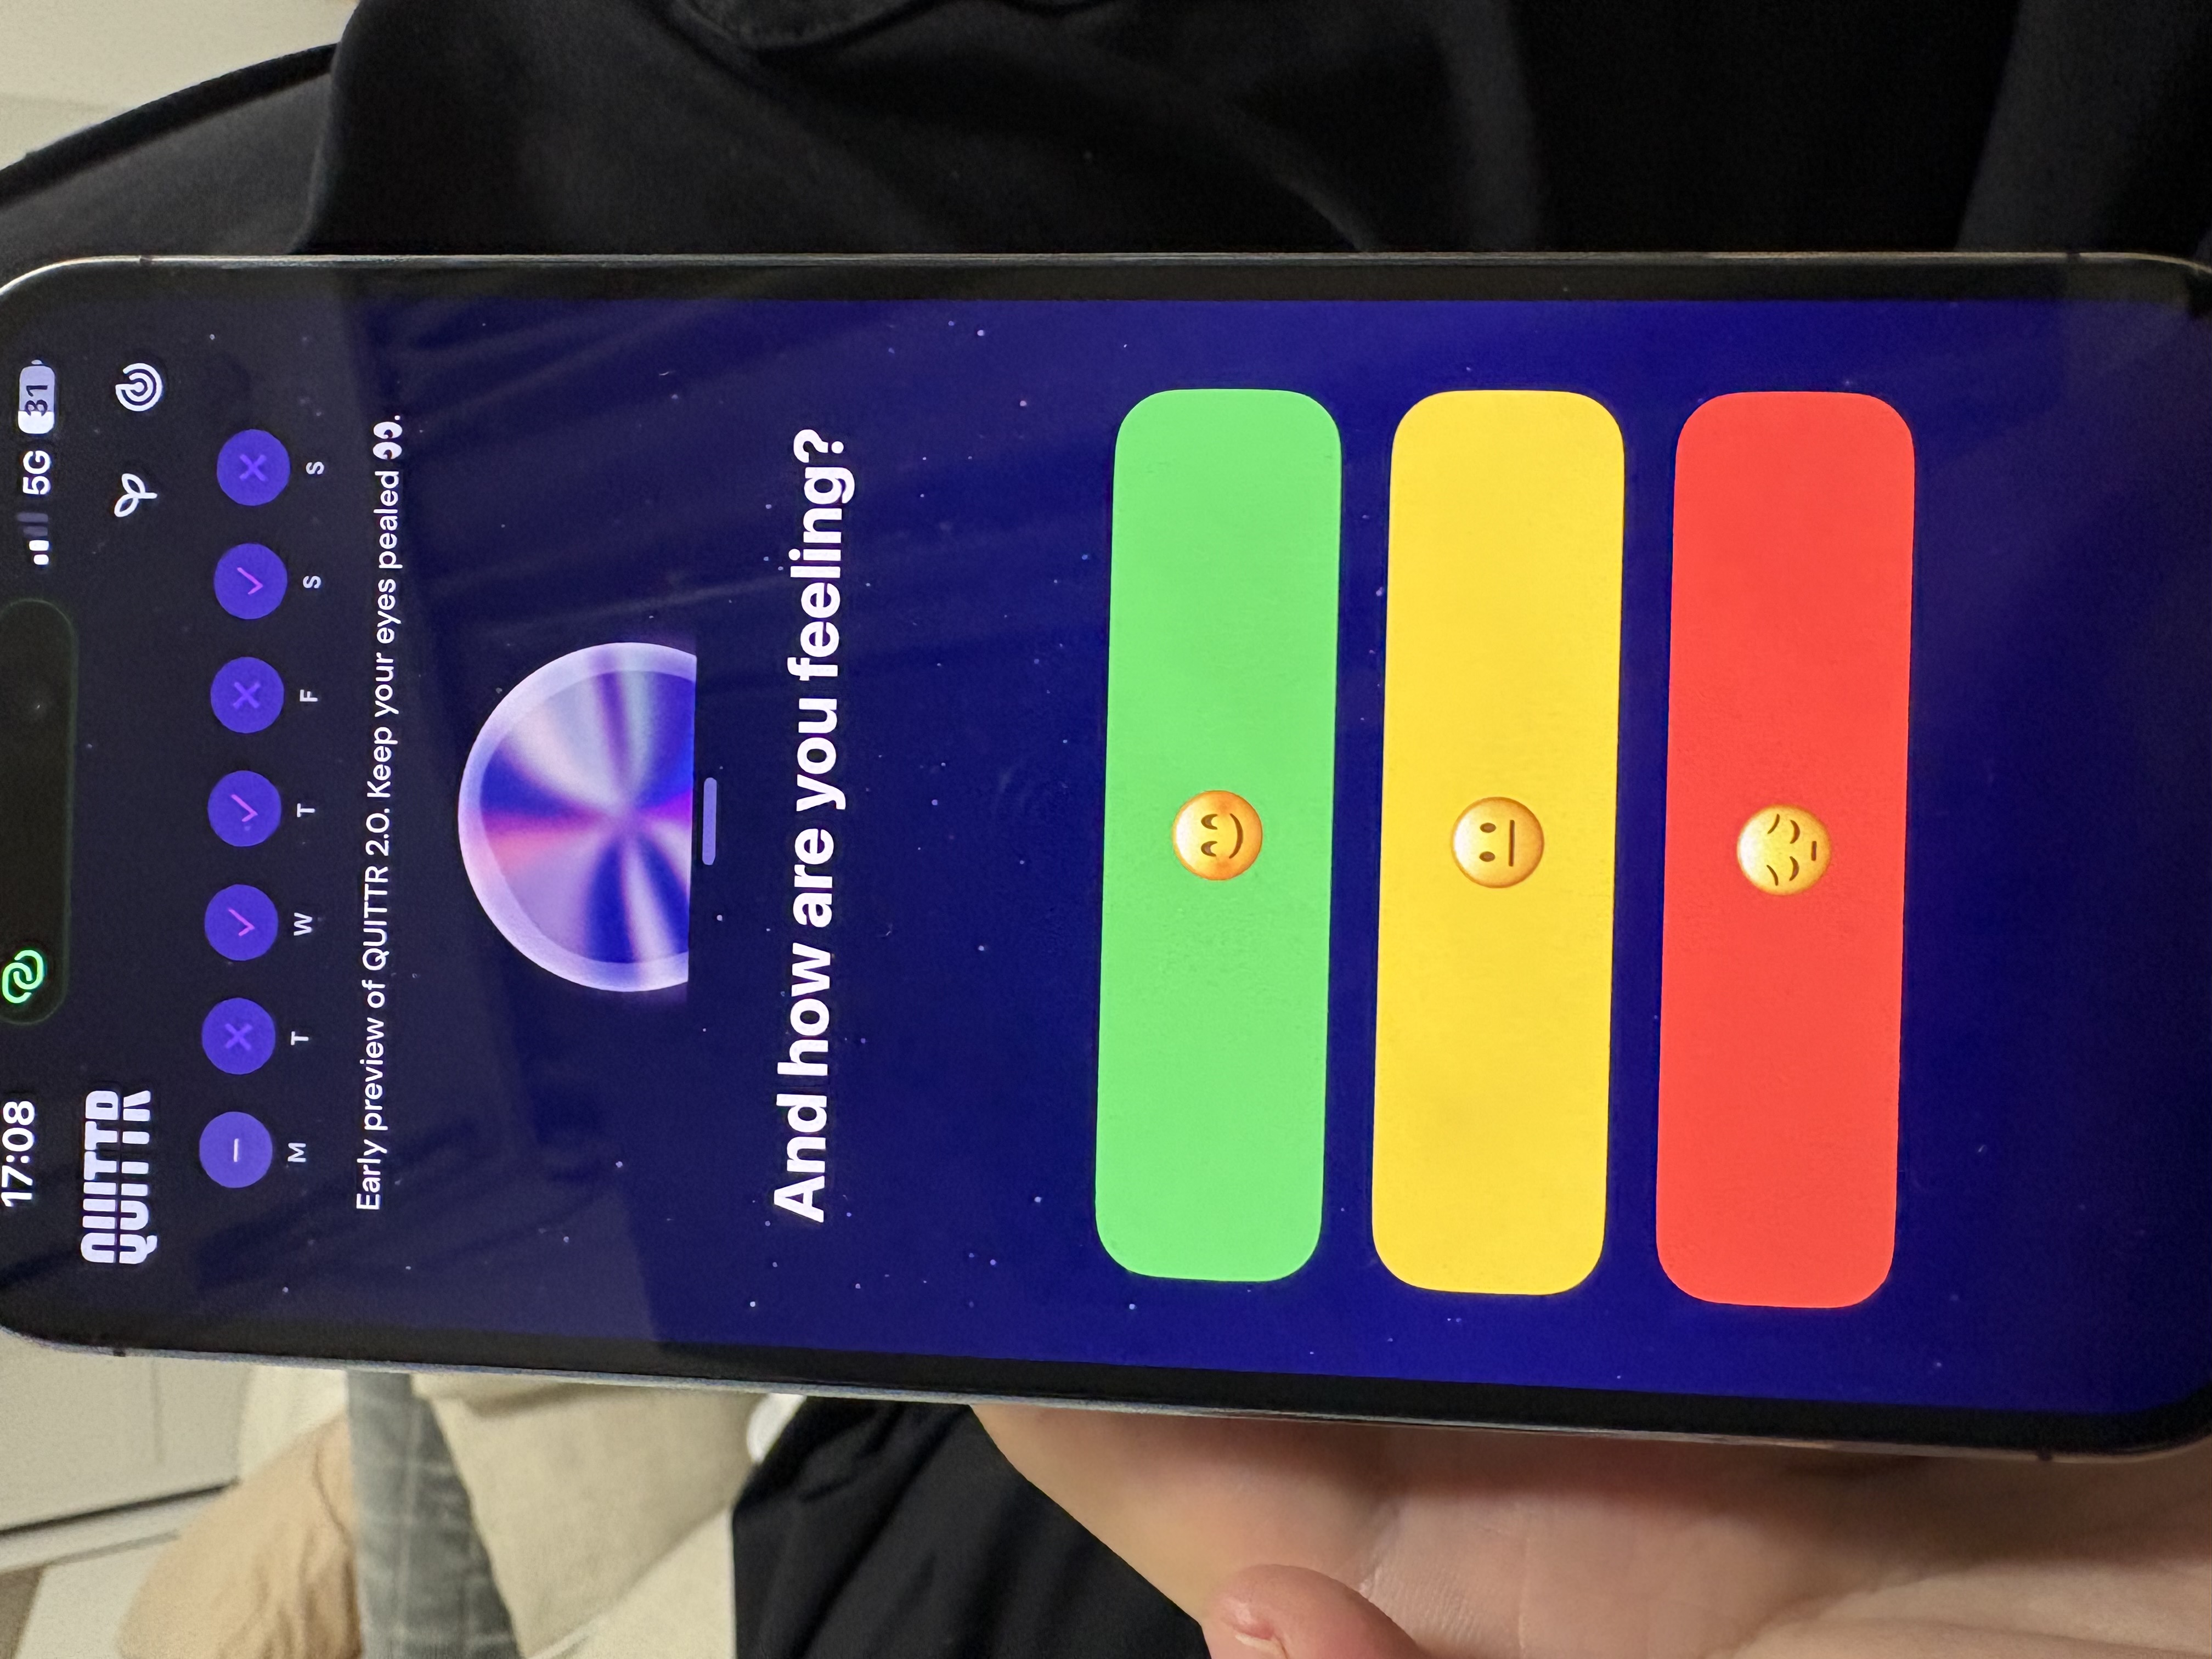 17:08 5G 31
QUITTR
M T W T F S S
Early preview of QUITTR 2.0. Keep your eyes pealed 👀.
And how are you feeling?